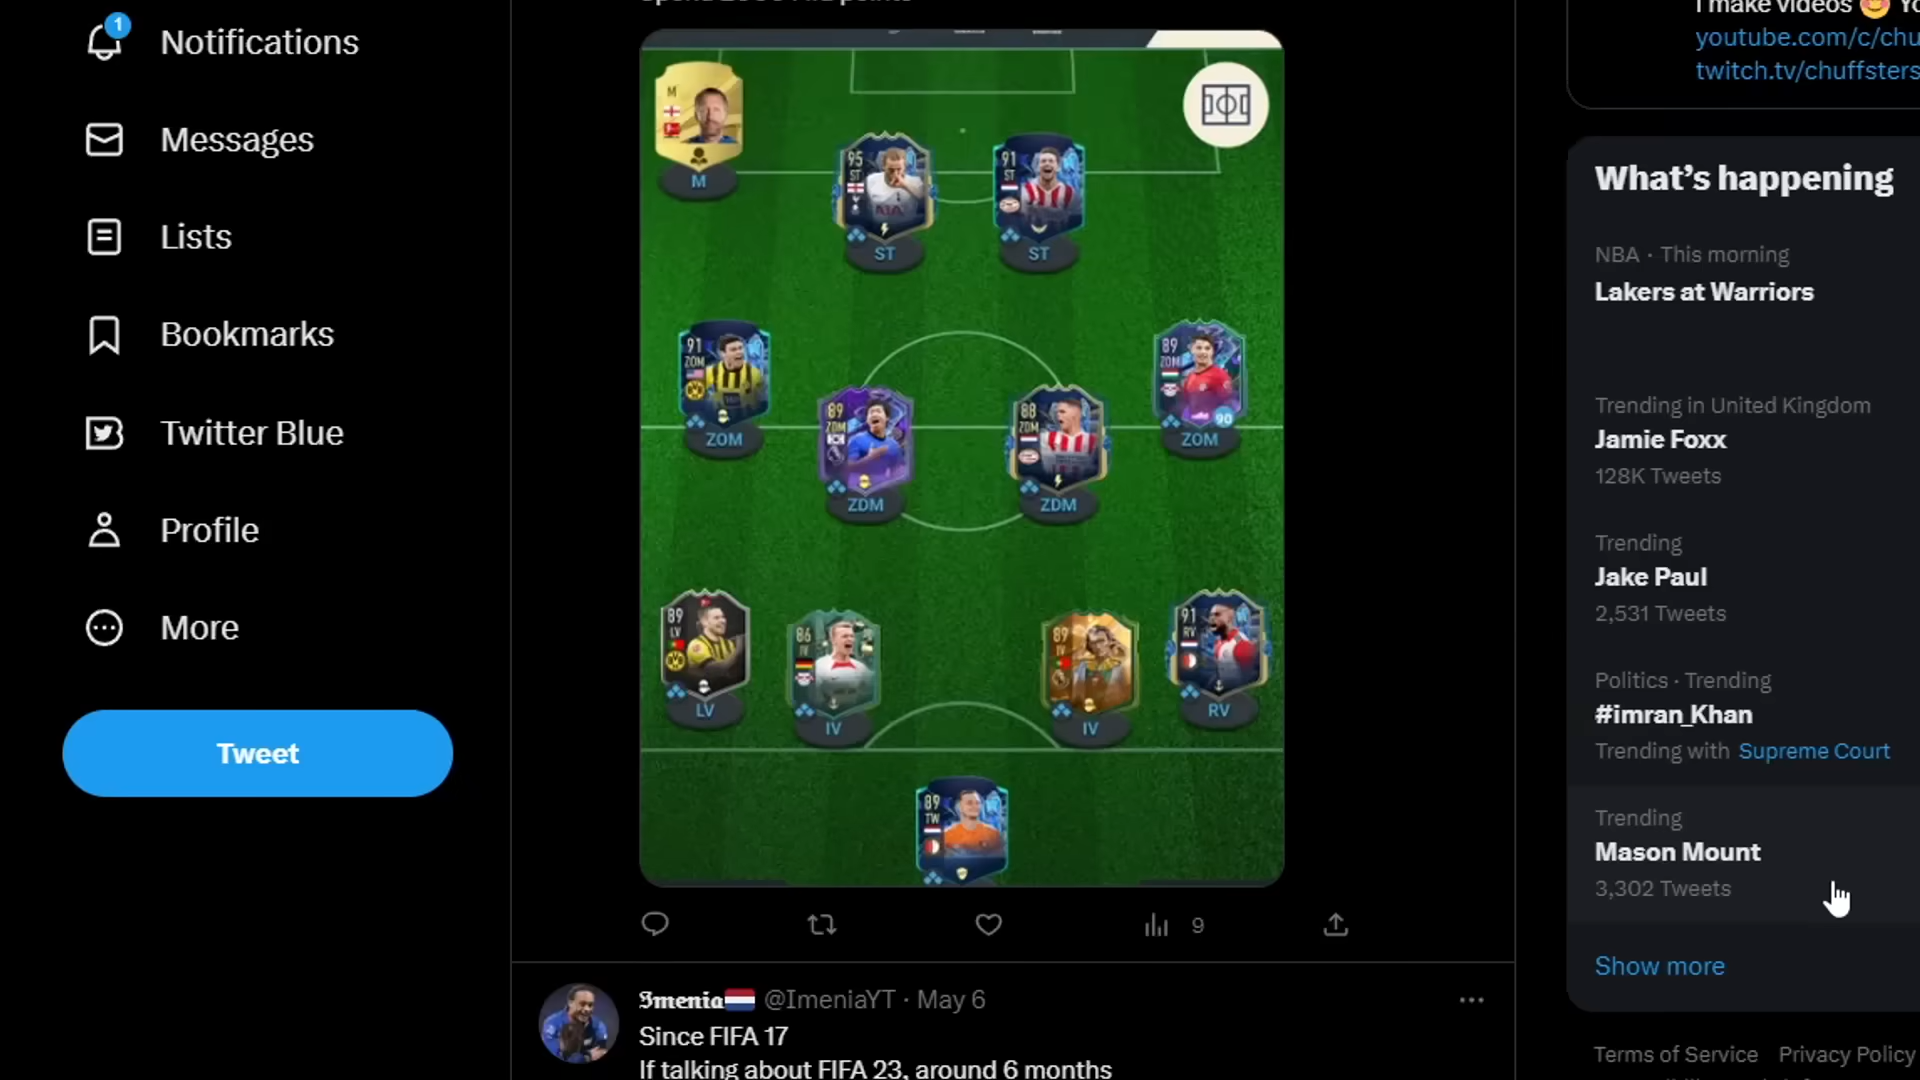 Notifications
1
Messages
Lists
Bookmarks
Twitter Blue
Profile
More
Tweet
M
M
95
ST
ST
91
ST
ST
91
ZOM
ZOM
89
ZOM
90
ZOM
89
ZDM
ZDM
88
ZDM
ZDM
89
LV
LV
86
IV
IV
89
IV
IV
91
RV
RV
89
TW
9
Imenia @ImeniaYT · May 6
Since FIFA 17
If talking about FIFA 23, around 6 months
I make videos
youtube.com/c/chu
twitch.tv/chuffsters
What's happening
NBA · This morning
Lakers at Warriors
Trending in United Kingdom
Jamie Foxx
128K Tweets
Trending
Jake Paul
2,531 Tweets
Politics · Trending
#imran_Khan
Trending with Supreme Court
Trending
Mason Mount
3,302 Tweets
Show more
Terms of Service Privacy Policy